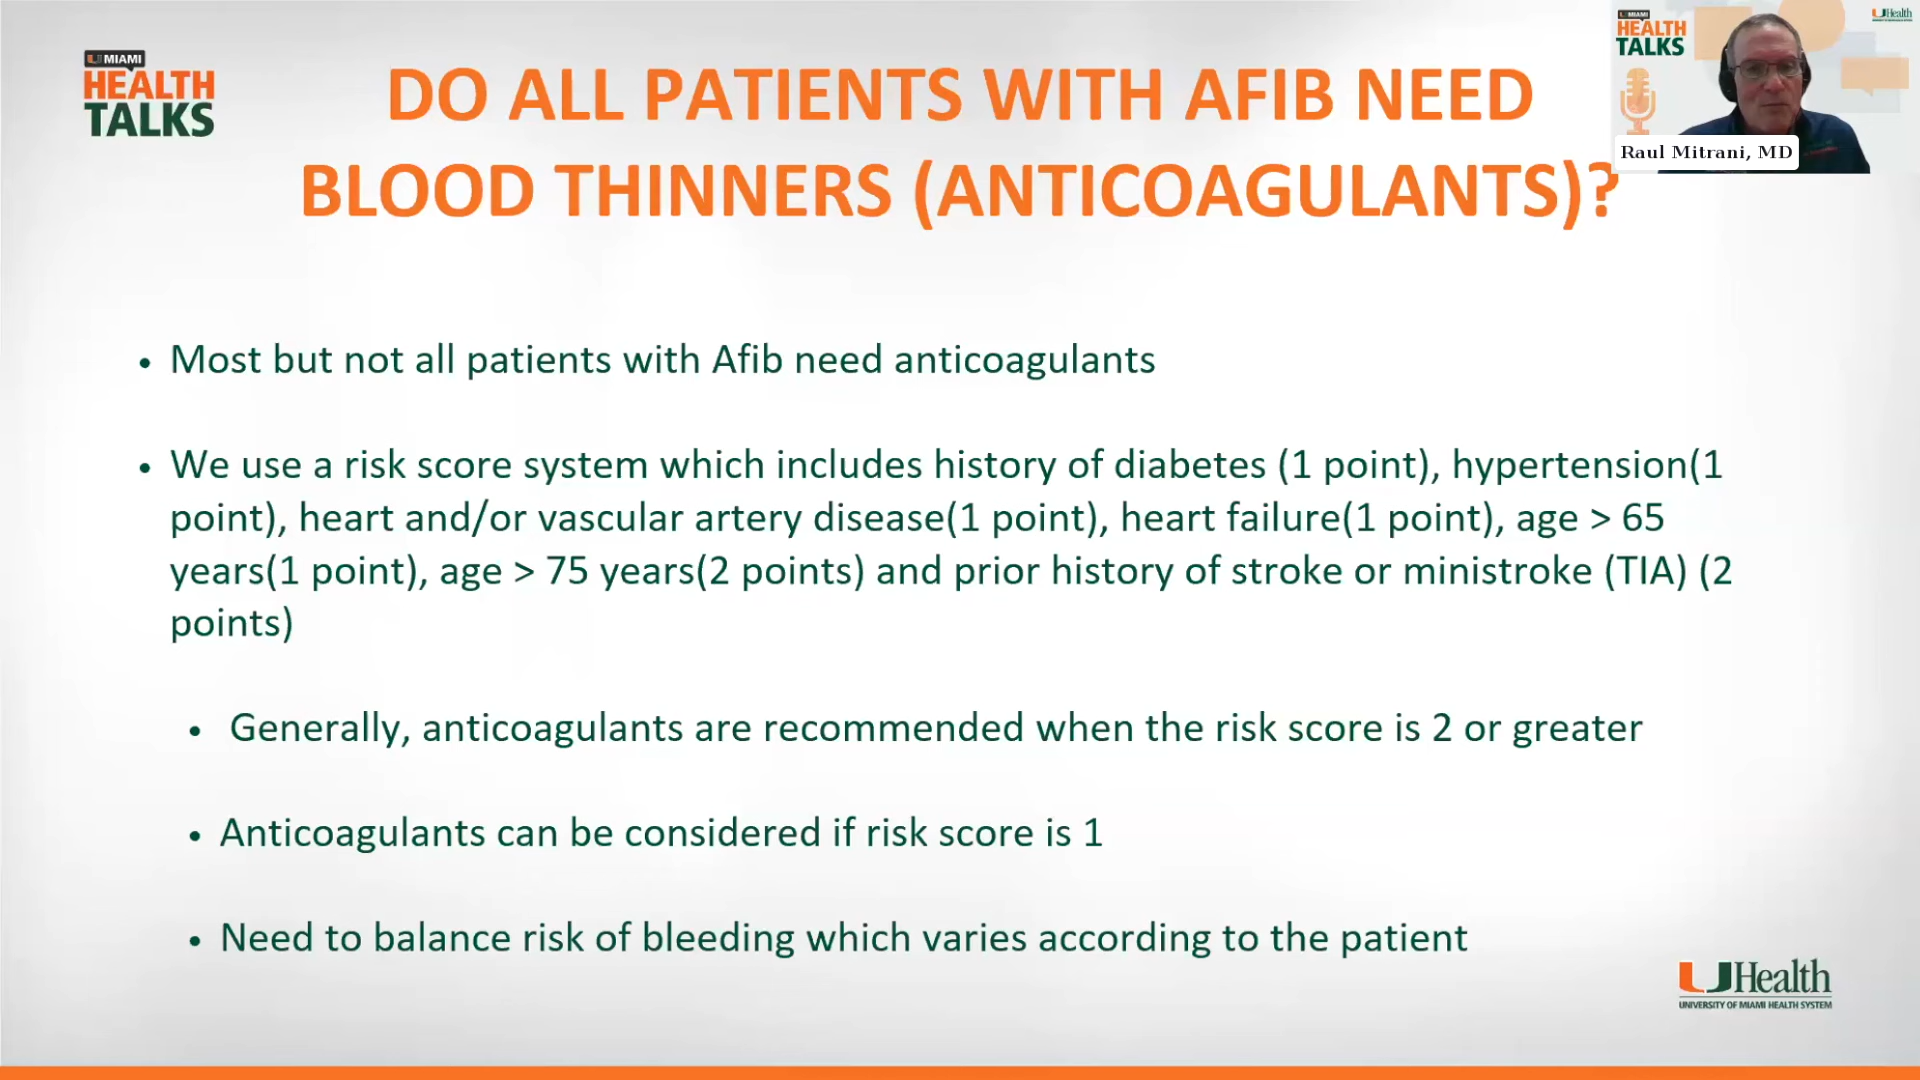 U MIAMI
HEALTH
TALKS
DO ALL PATIENTS WITH AFIB NEED
BLOOD THINNERS (ANTICOAGULANTS)?
U MIAMI
HEALTH
TALKS
UHealth
Raul Mitrani, MD
• Most but not all patients with Afib need anticoagulants
• We use a risk score system which includes history of diabetes (1 point), hypertension(1
point), heart and/or vascular artery disease(1 point), heart failure(1 point), age > 65
years(1 point), age > 75 years(2 points) and prior history of stroke or ministroke (TIA) (2
points)
• Generally, anticoagulants are recommended when the risk score is 2 or greater
• Anticoagulants can be considered if risk score is 1
• Need to balance risk of bleeding which varies according to the patient
UHealth
UNIVERSITY OF MIAMI HEALTH SYSTEM